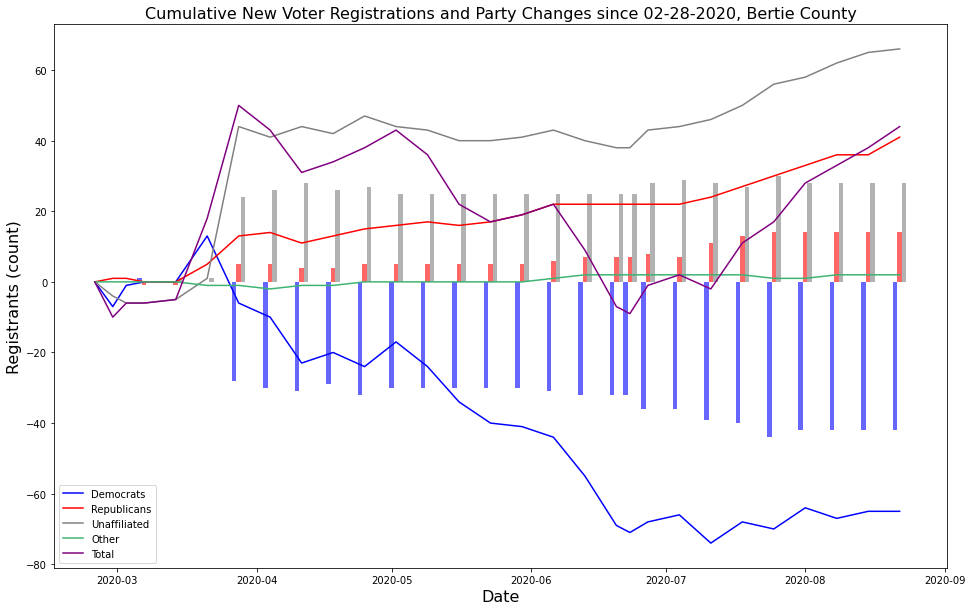 Cumulative New Voter Registrations and Party Changes since 02-28-2020, Bertie County
Registrants (count)
60
40
20
0
−20
−40
−60
−80
Democrats
Republicans
Unaffiliated
Other
Total
2020-03
2020-04
2020-05
2020-06
2020-07
2020-08
2020-09
Date